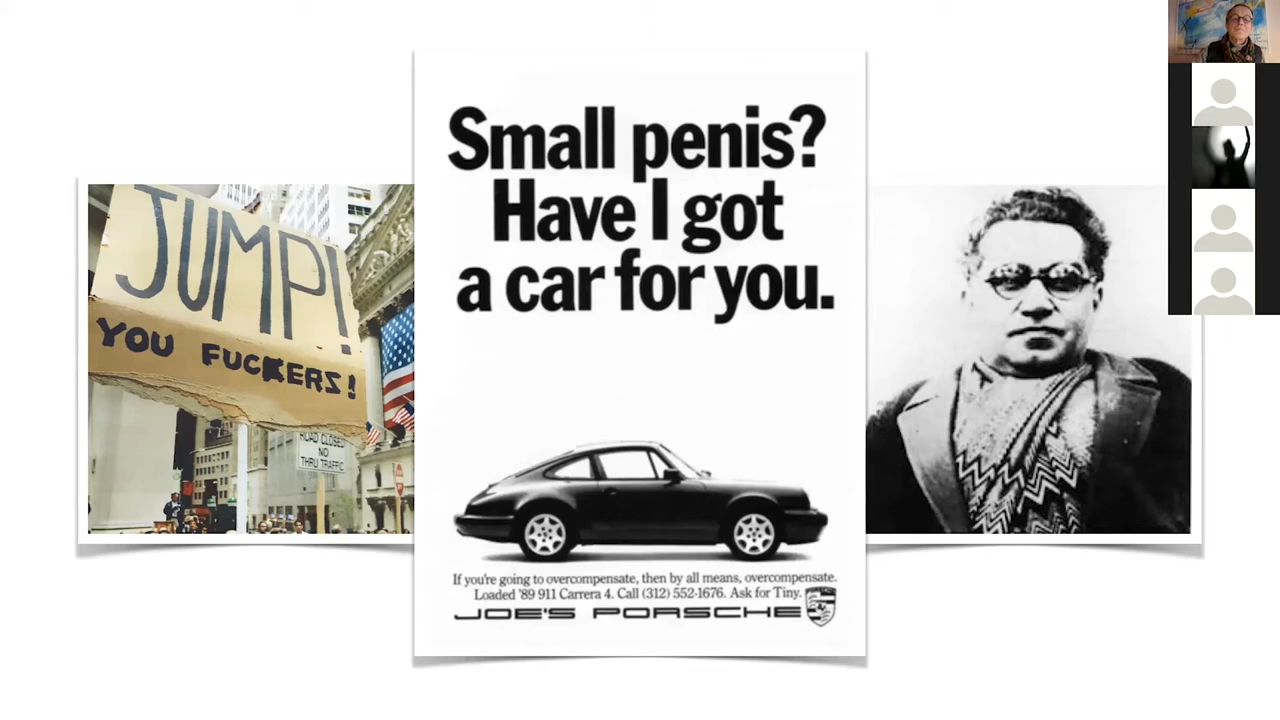 JUMP!
YOU FUCKERS!
ROAD CLOSED
NO
THRU TRAFFIC
Small penis?
Have I got
a car for you.
If you're going to overcompensate, then by all means, overcompensate.
Loaded '89 911 Carrera 4. Call (312) 552-1676. Ask for Tiny.
JOE'S PORSCHE